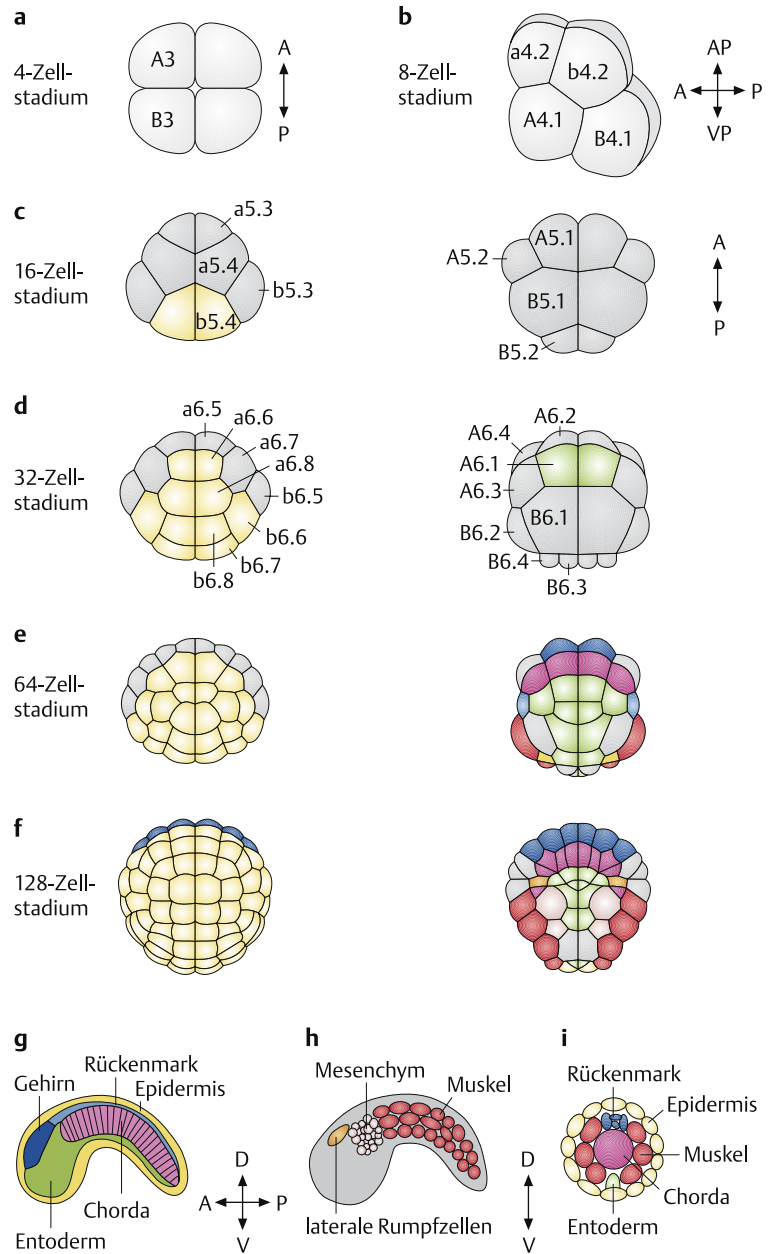 a
4-Zell-
stadium
A3
B3
A
P
b
8-Zell-
stadium
a4.2
b4.2
A4.1
B4.1
AP
A
P
VP
c
16-Zell-
stadium
a5.3
a5.4
b5.3
b5.4
A5.1
A5.2
B5.1
B5.2
A
P
d
32-Zell-
stadium
a6.5
a6.6
a6.7
a6.8
b6.5
b6.6
b6.7
b6.8
A6.2
A6.4
A6.1
A6.3
B6.1
B6.2
B6.4
B6.3
e
64-Zell-
stadium
f
128-Zell-
stadium
g
Rückenmark
Gehirn
Epidermis
Chorda
Entoderm
D
A
P
V
h
Mesenchym
Muskel
laterale Rumpfzellen
D
V
i
Rückenmark
Epidermis
Muskel
Chorda
Entoderm